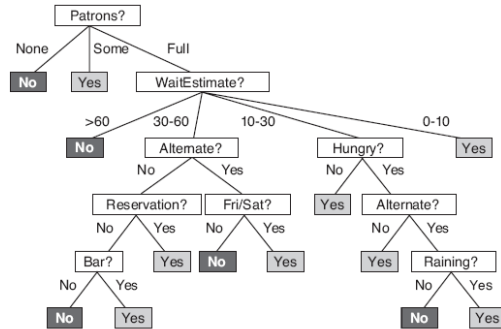 Patrons?
None Some Full
No Yes WaitEstimate?
>60 30-60 10-30 0-10
No Alternate? Hungry? Yes
No Yes No Yes
Reservation? Fri/Sat? Yes Alternate?
No Yes No Yes No Yes
Bar? Yes No Yes Yes Raining?
No Yes No Yes
No Yes No Yes